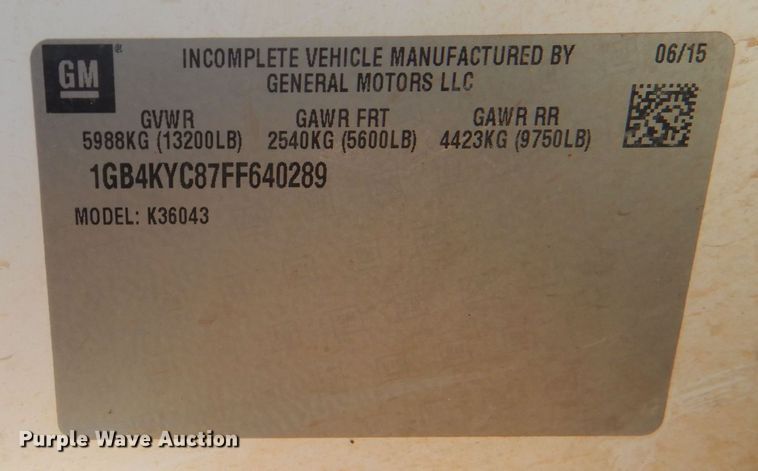 GM®
INCOMPLETE VEHICLE MANUFACTURED BY
06/15
GENERAL MOTORS LLC
GVWR GAWR FRT GAWR RR
5988KG (13200LB) 2540KG (5600LB) 4423KG (9750LB)
1GB4KYC87FF640289
MODEL: K36043
Purple Wave Auction